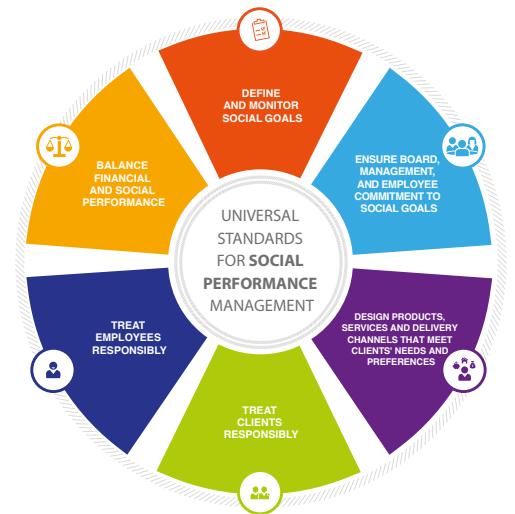 DEFINE
AND MONITOR
SOCIAL GOALS
ENSURE BOARD,
MANAGEMENT,
AND EMPLOYEE
COMMITMENT TO
SOCIAL GOALS
DESIGN PRODUCTS,
SERVICES AND DELIVERY
CHANNELS THAT MEET
CLIENTS' NEEDS AND
PREFERENCES
TREAT
CLIENTS
RESPONSIBLY
TREAT
EMPLOYEES
RESPONSIBLY
BALANCE
FINANCIAL
AND SOCIAL
PERFORMANCE
UNIVERSAL
STANDARDS
FOR SOCIAL
PERFORMANCE
MANAGEMENT